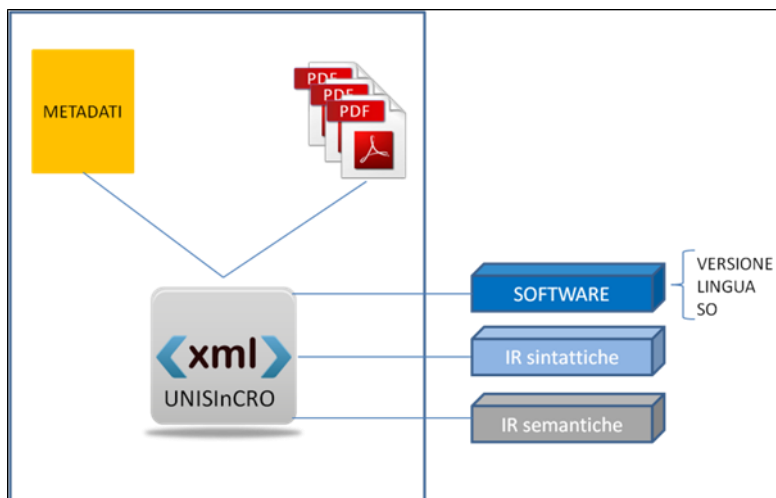 METADATI
PDF
PDF
PDF
xml
UNISInCRO
SOFTWARE
VERSIONE
LINGUA
SO
IR sintattiche
IR semantiche